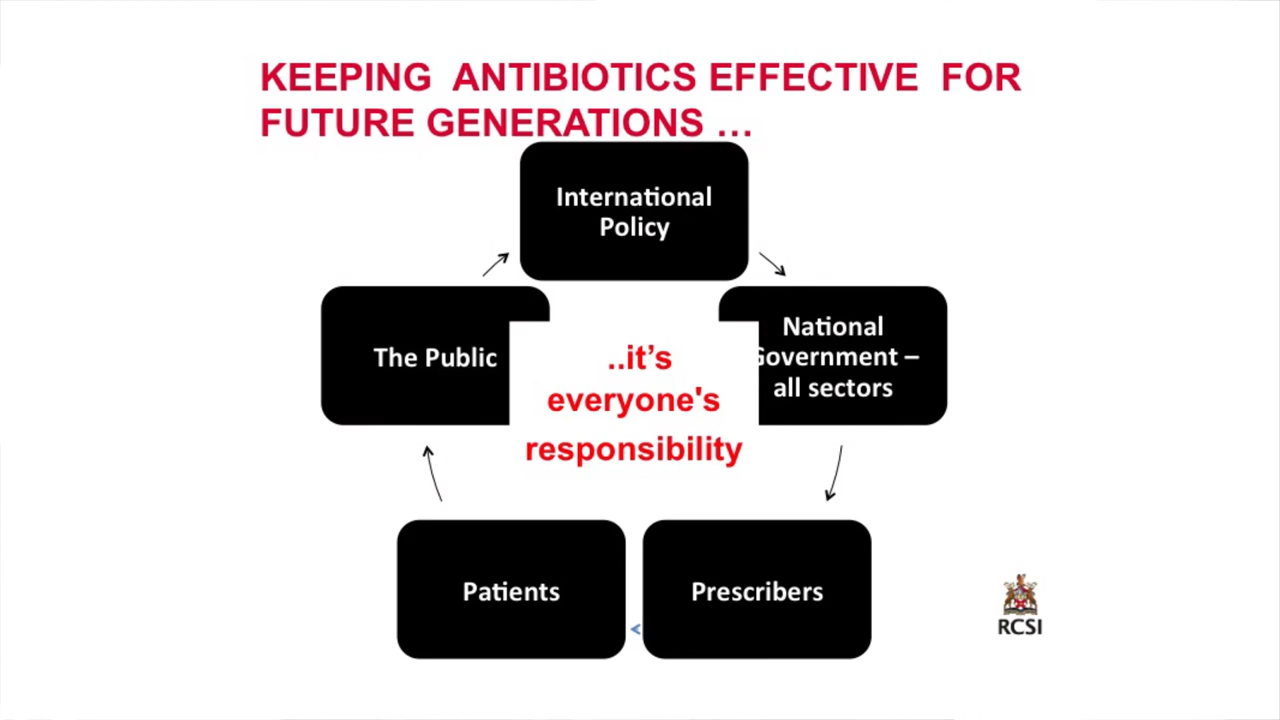 KEEPING ANTIBIOTICS EFFECTIVE FOR
FUTURE GENERATIONS ...
International
Policy
The Public
..it's
everyone's
responsibility
National
Government –
all sectors
Patients
Prescribers
RCSI